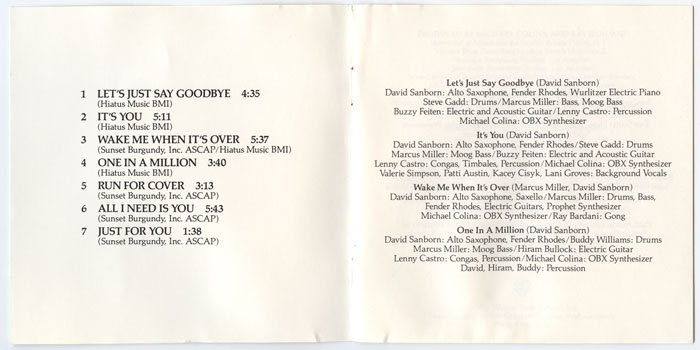 1 LET'S JUST SAY GOODBYE 4:35
(Hiatus Music BMI)
2 IT'S YOU 5:11
(Hiatus Music BMI)
3 WAKE ME WHEN IT'S OVER 5:37
(Sunset Burgundy, Inc. ASCAP/Hiatus Music BMI)
4 ONE IN A MILLION 3:40
(Hiatus Music BMI)
5 RUN FOR COVER 3:13
(Sunset Burgundy, Inc. ASCAP)
6 ALL I NEED IS YOU 5:43
(Sunset Burgundy, Inc. ASCAP)
7 JUST FOR YOU 1:38
(Sunset Burgundy, Inc. ASCAP)
Let's Just Say Goodbye (David Sanborn)
David Sanborn: Alto Saxophone, Fender Rhodes, Wurlitzer Electric Piano
Steve Gadd: Drums/Marcus Miller: Bass, Moog Bass
Buzzy Feiten: Electric and Acoustic Guitar/Lenny Castro: Percussion
Michael Colina: OBX Synthesizer
It's You (David Sanborn)
David Sanborn: Alto Saxophone, Fender Rhodes/Steve Gadd: Drums
Marcus Miller: Moog Bass/Buzzy Feiten: Electric and Acoustic Guitar
Lenny Castro: Congas, Timbales, Percussion/Michael Colina: OBX Synthesizer
Valerie Simpson, Patti Austin, Kacey Cisyk, Lani Groves: Background Vocals
Wake Me When It's Over (Marcus Miller, David Sanborn)
David Sanborn: Alto Saxophone, Saxello/Marcus Miller: Drums, Bass,
Fender Rhodes, Electric Guitars, Prophet Synthesizer
Michael Colina: OBX Synthesizer/Ray Bardani: Gong
One In A Million (David Sanborn)
David Sanborn: Alto Saxophone, Fender Rhodes/Buddy Williams: Drums
Marcus Miller: Moog Bass/Hiram Bullock: Electric Guitar
Lenny Castro: Congas, Percussion/Michael Colina: OBX Synthesizer
David, Hiram, Buddy: Percussion